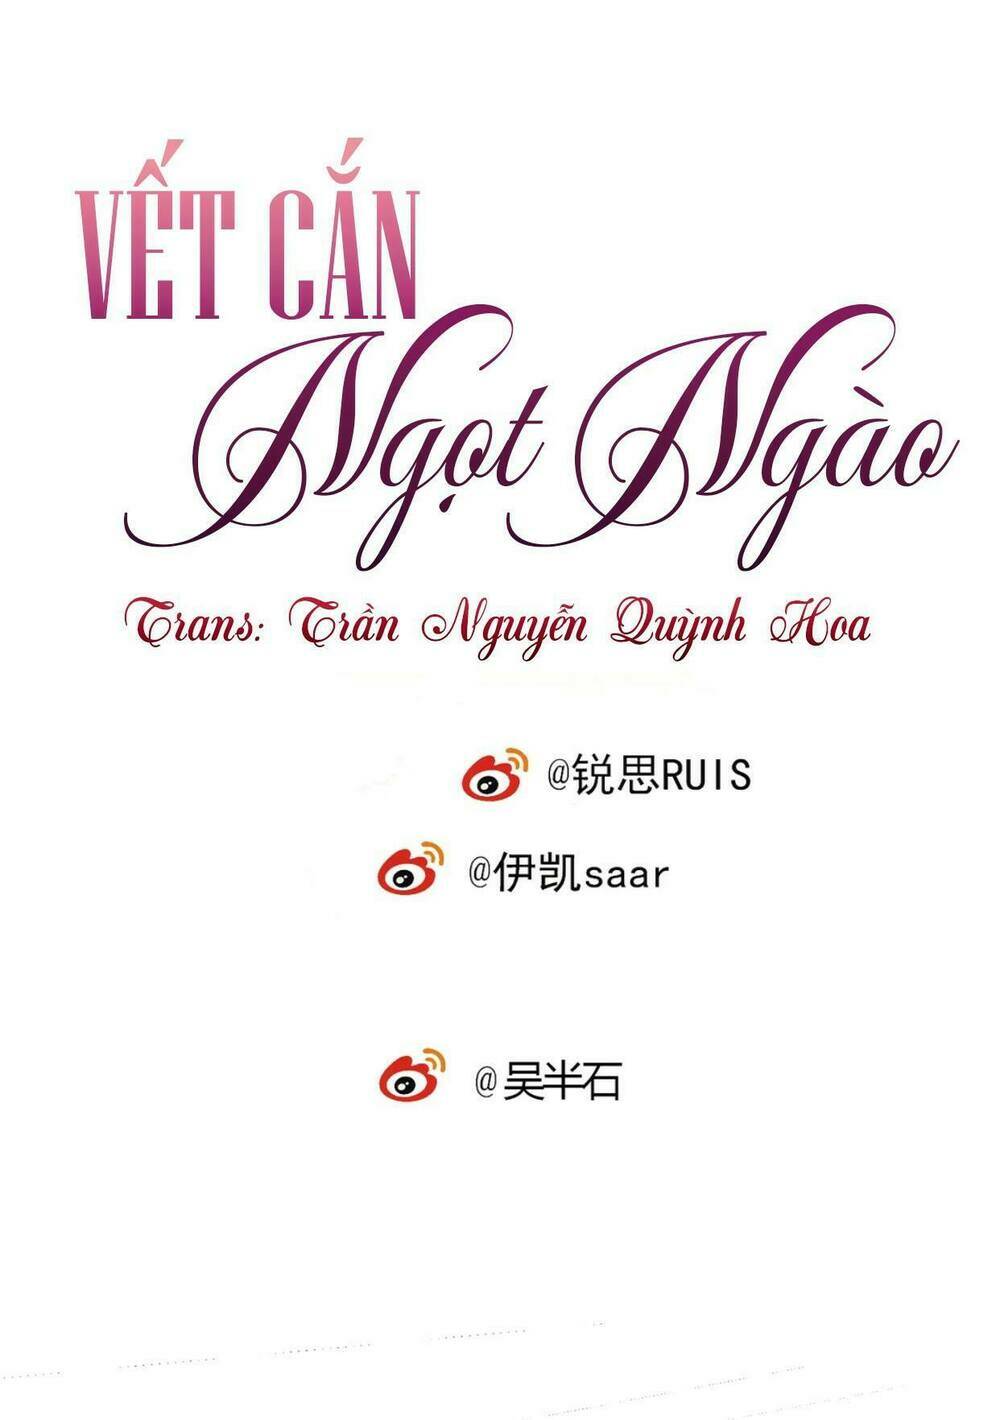 VẾT CẮN
Ngọt Ngào
Trans: Trần Nguyễn Quỳnh Hoa
@锐思RUIS
@伊凯saar
@吴半石